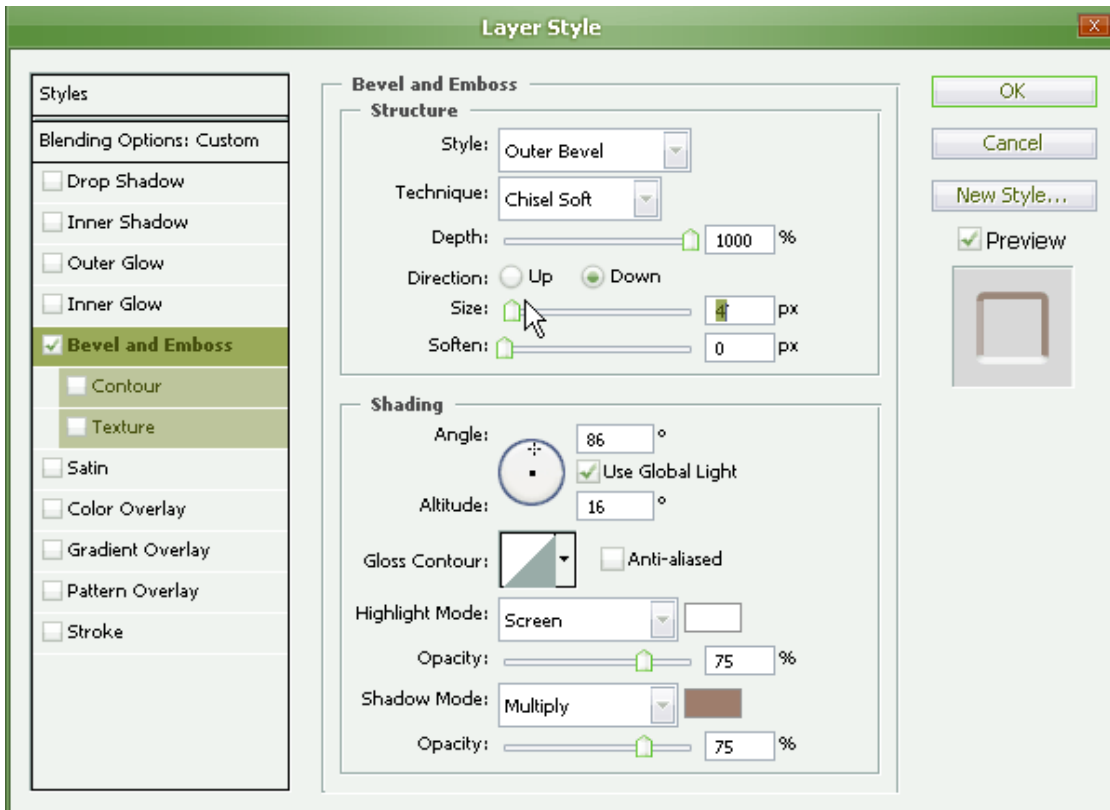 Layer Style
X
Styles
Blending Options: Custom
Drop Shadow
Inner Shadow
Outer Glow
Inner Glow
Bevel and Emboss
Contour
Texture
Satin
Color Overlay
Gradient Overlay
Pattern Overlay
Stroke
Bevel and Emboss
Structure
Style: Outer Bevel
Technique: Chisel Soft
Depth: 1000 %
Direction: Up Down
Size: 4 px
Soften: 0 px
Shading
Angle: 86 °
Use Global Light
Altitude: 16 °
Gloss Contour: Anti-aliased
Highlight Mode: Screen
Opacity: 75 %
Shadow Mode: Multiply
Opacity: 75 %
OK
Cancel
New Style...
Preview